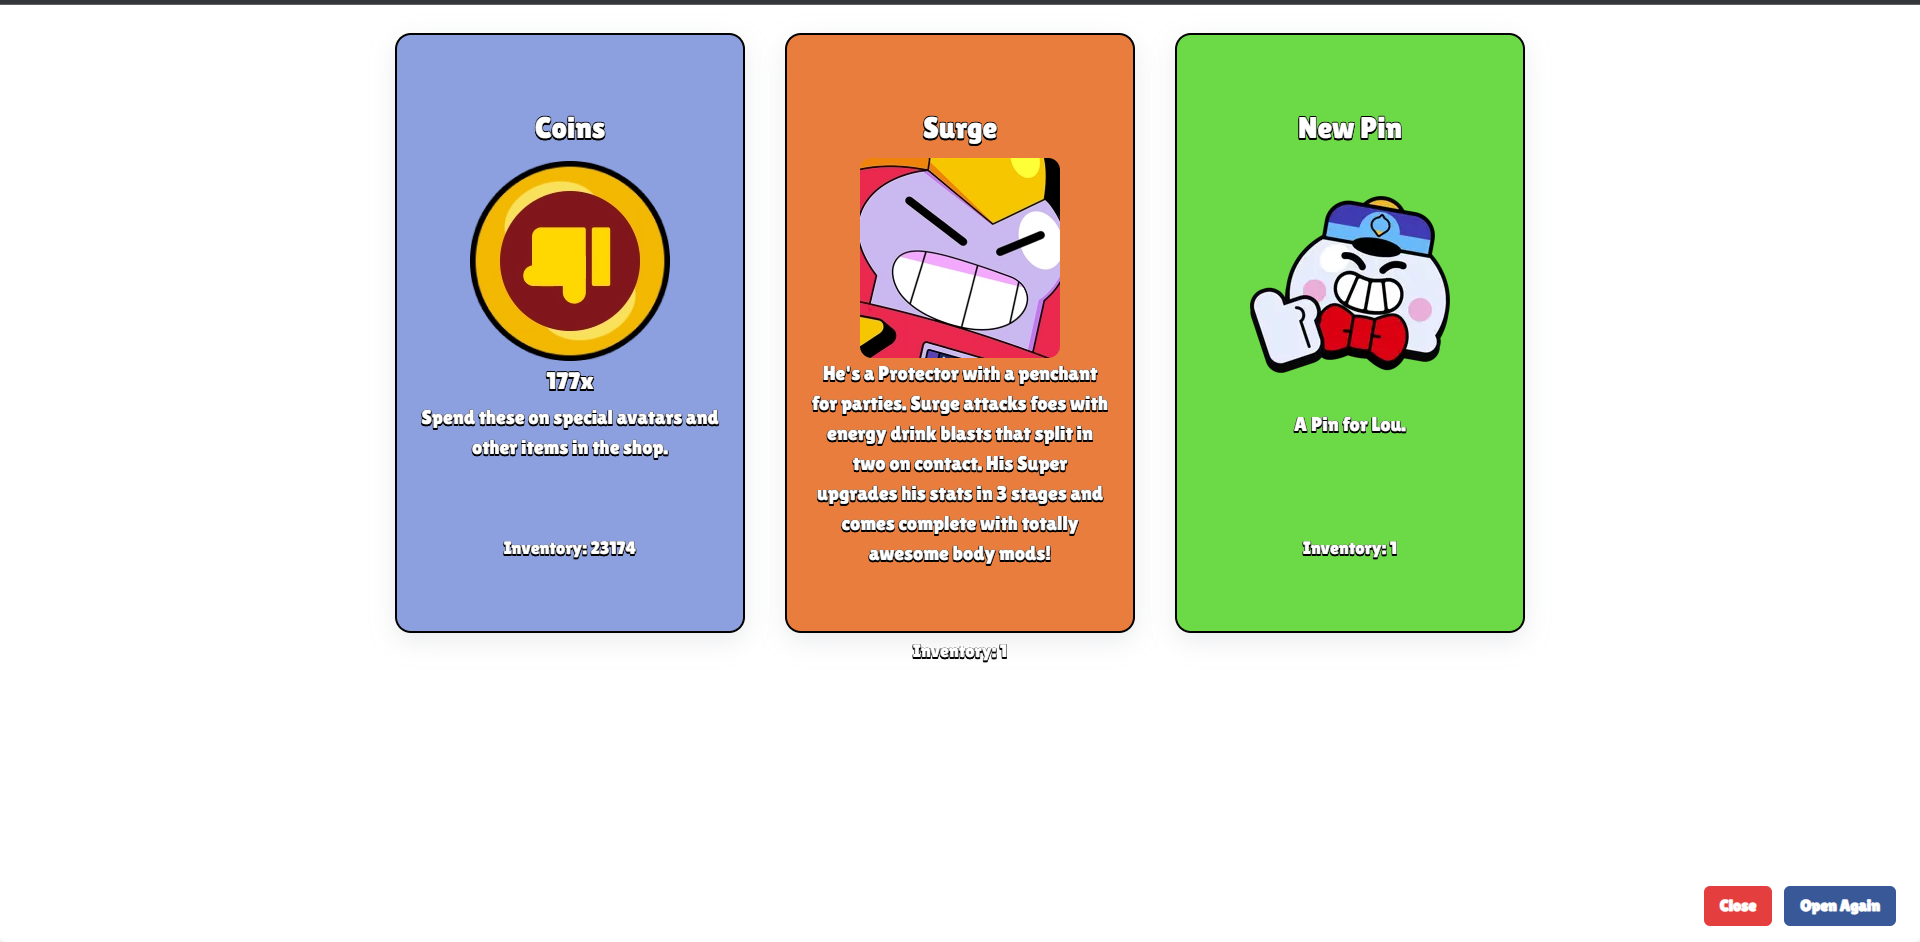 Coins
177x
Spend these on special avatars and
other items in the shop.
Inventory: 23174
Surge
He's a Protector with a penchant
for parties. Surge attacks foes with
energy drink blasts that split in
two on contact. His Super
upgrades his stats in 3 stages and
comes complete with totally
awesome body mods!
Inventory: 1
New Pin
A Pin for Lou.
Inventory: 1
Close
Open Again